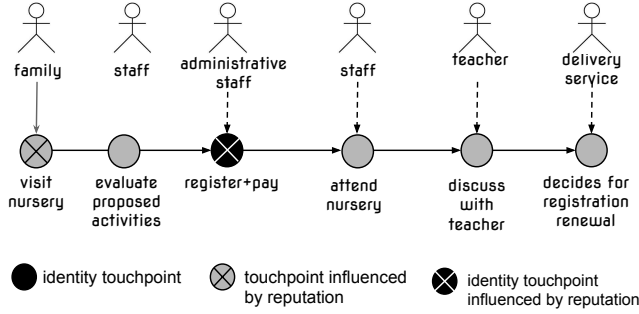 family
staff
administrative
staff
staff
teacher
delivery
service
visit
nursery
evaluate
proposed
activities
register+pay
attend
nursery
discuss
with
teacher
decides for
registration
renewal
identity touchpoint
touchpoint influenced
by reputation
identity touchpoint
influenced by reputation